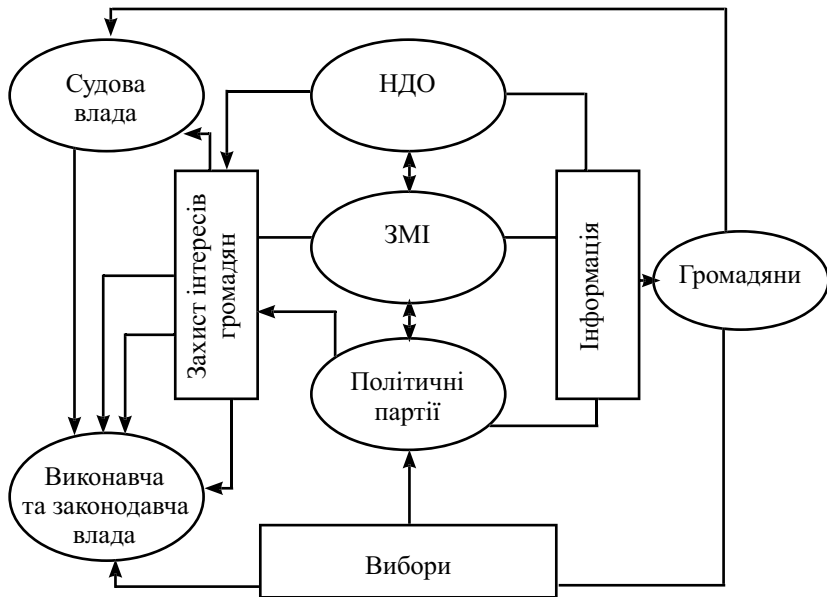 Судова
влада
НДО
ЗМІ
Захист інтересів
громадян
Інформація
Громадяни
Політичні
партії
Виконавча
та законодавча
влада
Вибори